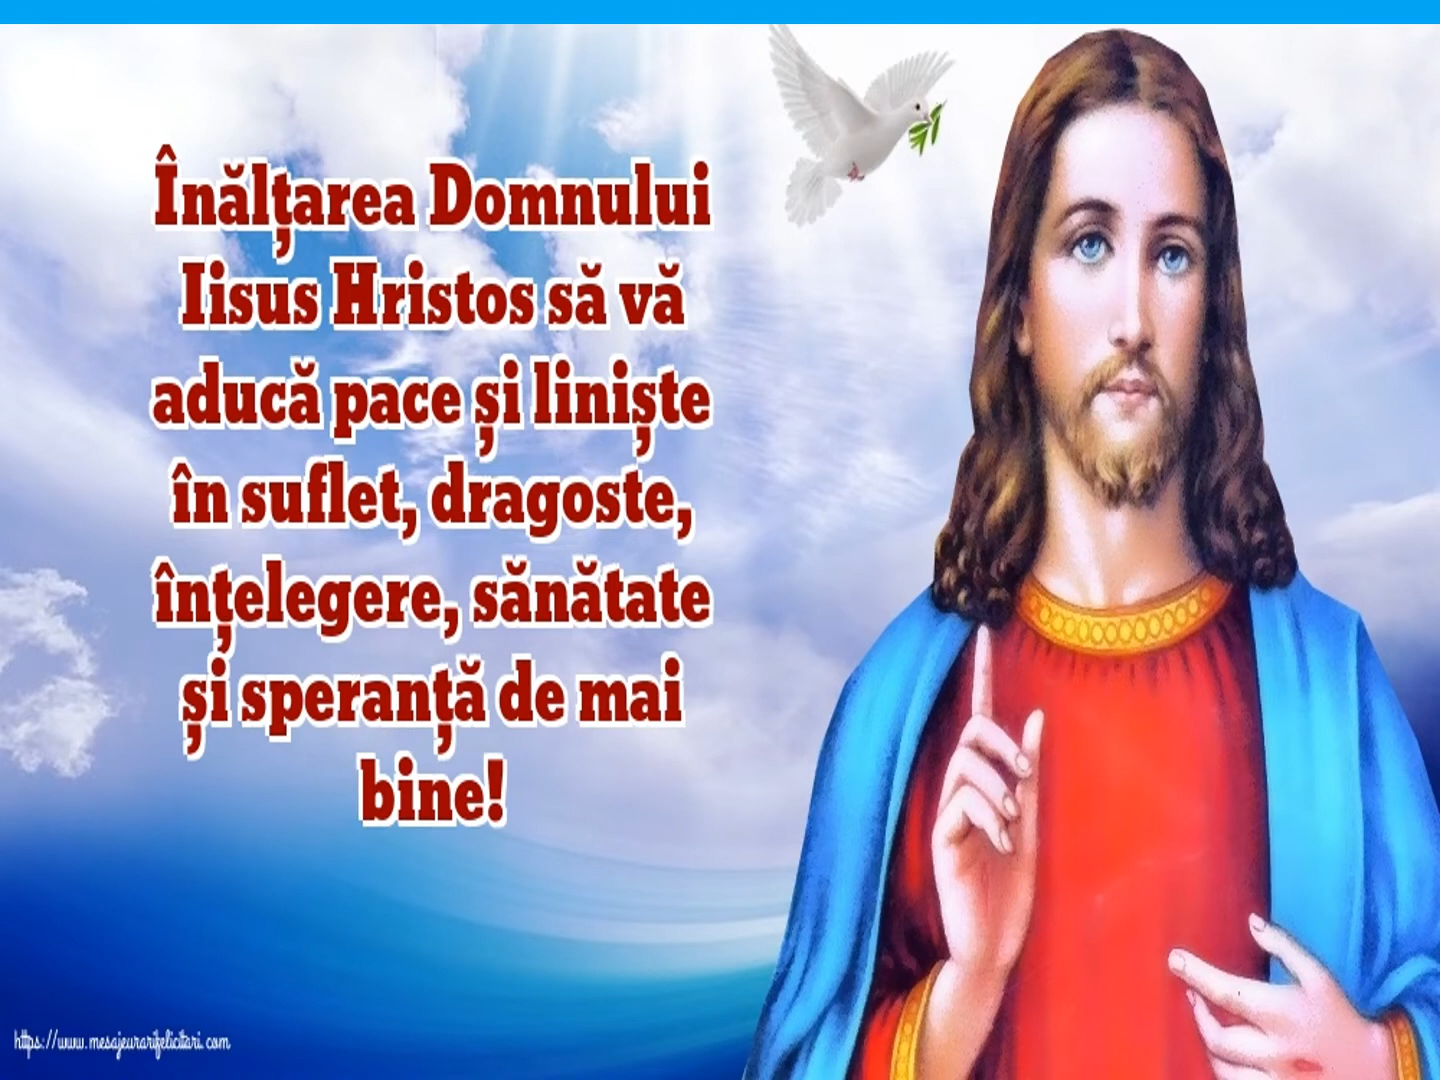 Înălțarea Domnului
Iisus Hristos să vă
aducă pace și liniște
în suflet, dragoste,
înțelegere, sănătate
și speranță de mai
bine!
https://www.mesajeurarifelicitari.com